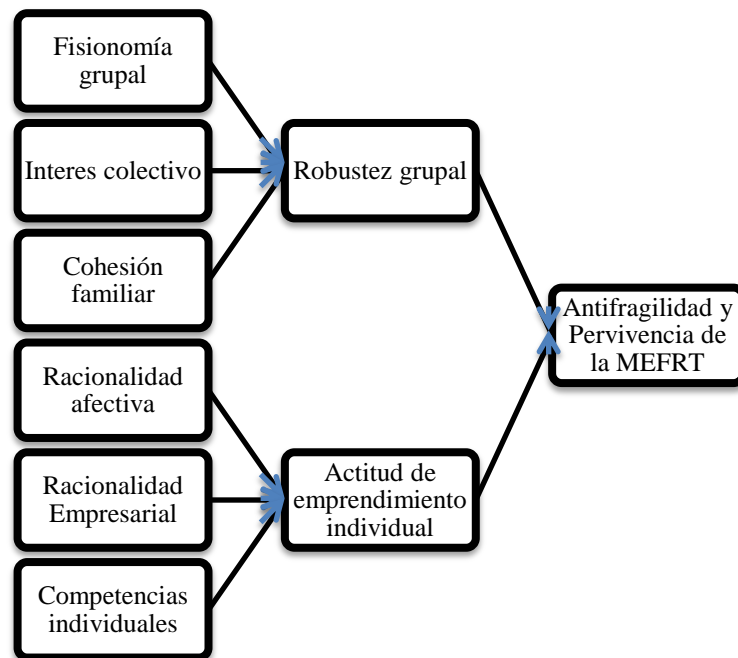 Fisionomía
grupal
Interes colectivo
Cohesión
familiar
Racionalidad
afectiva
Racionalidad
Empresarial
Competencias
individuales
Robustez grupal
Actitud de
emprendimiento
individual
Antifragilidad y
Pervivencia de
la MEFRT